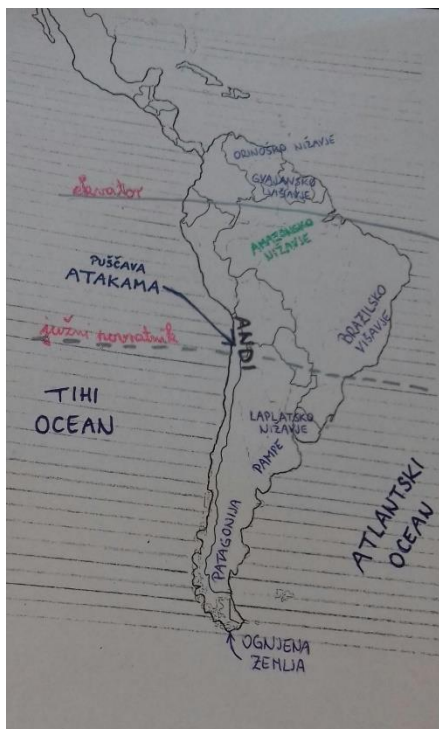 ORINOŠKO NIŽAVJE
GVAJANSKO
VIŠAVJE
ekvator
AMAZONSKO
NIŽAVJE
PUŠČAVA
ATAKAMA
ANDI
BRAZILSKO
VIŠAVJE
južni povratnik
TIHI
OCEAN
LAPLATSKO
NIŽAVJE
PAMPE
ATLANTSKI
OCEAN
PATAGONIJA
OGNJENA
ZEMLJA